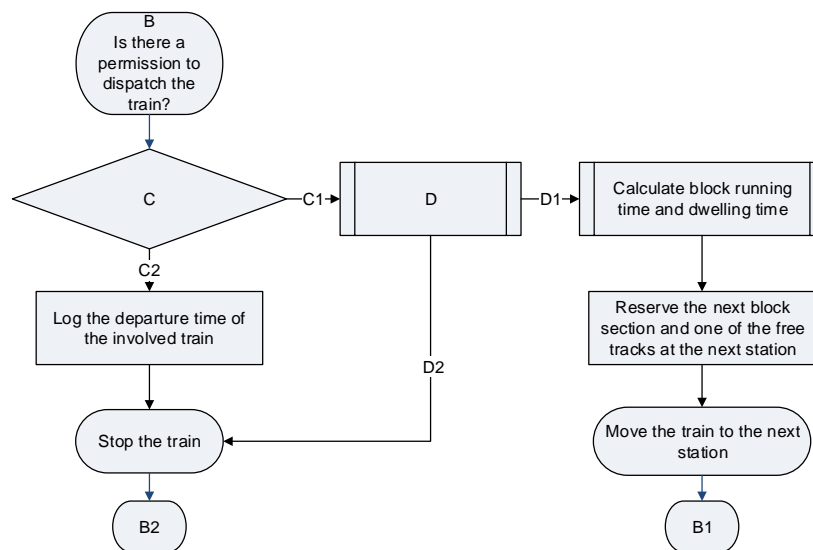 B
Is there a
permission to
dispatch the
train?
C
C1
D
D1
Calculate block running
time and dwelling time
C2
Log the departure time of
the involved train
Reserve the next block
section and one of the free
tracks at the next station
D2
Stop the train
Move the train to the next
station
B2
B1